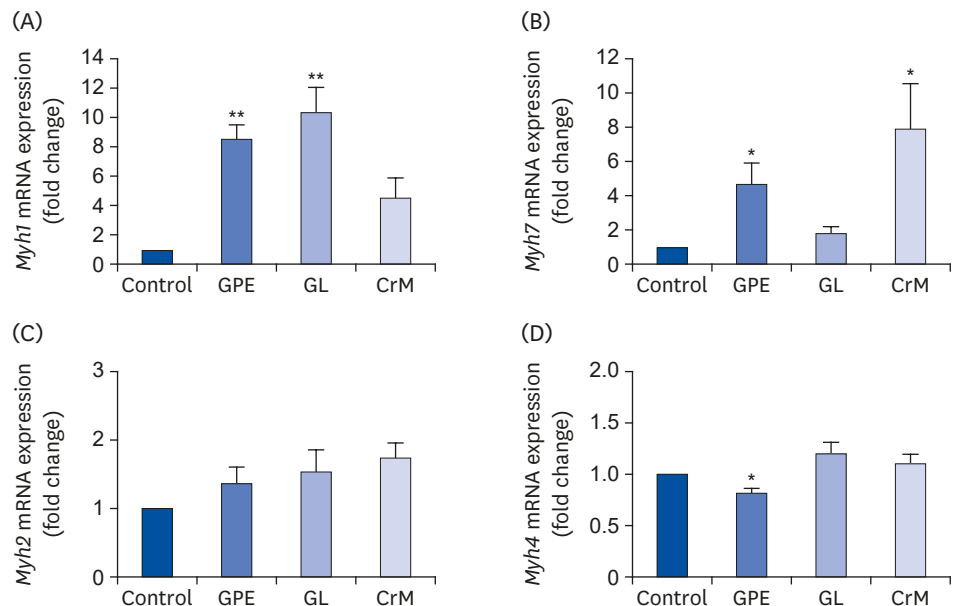 (A)
Myh1 mRNA expression
(fold change)
14
12
10
8
6
4
2
0
**
**
Control GPE GL CrM
(B)
Myh7 mRNA expression
(fold change)
12
10
8
6
4
2
0
*
*
Control GPE GL CrM
(C)
Myh2 mRNA expression
(fold change)
3
2
1
0
Control GPE GL CrM
(D)
Myh4 mRNA expression
(fold change)
2.0
1.5
1.0
0.5
0
*
Control GPE GL CrM